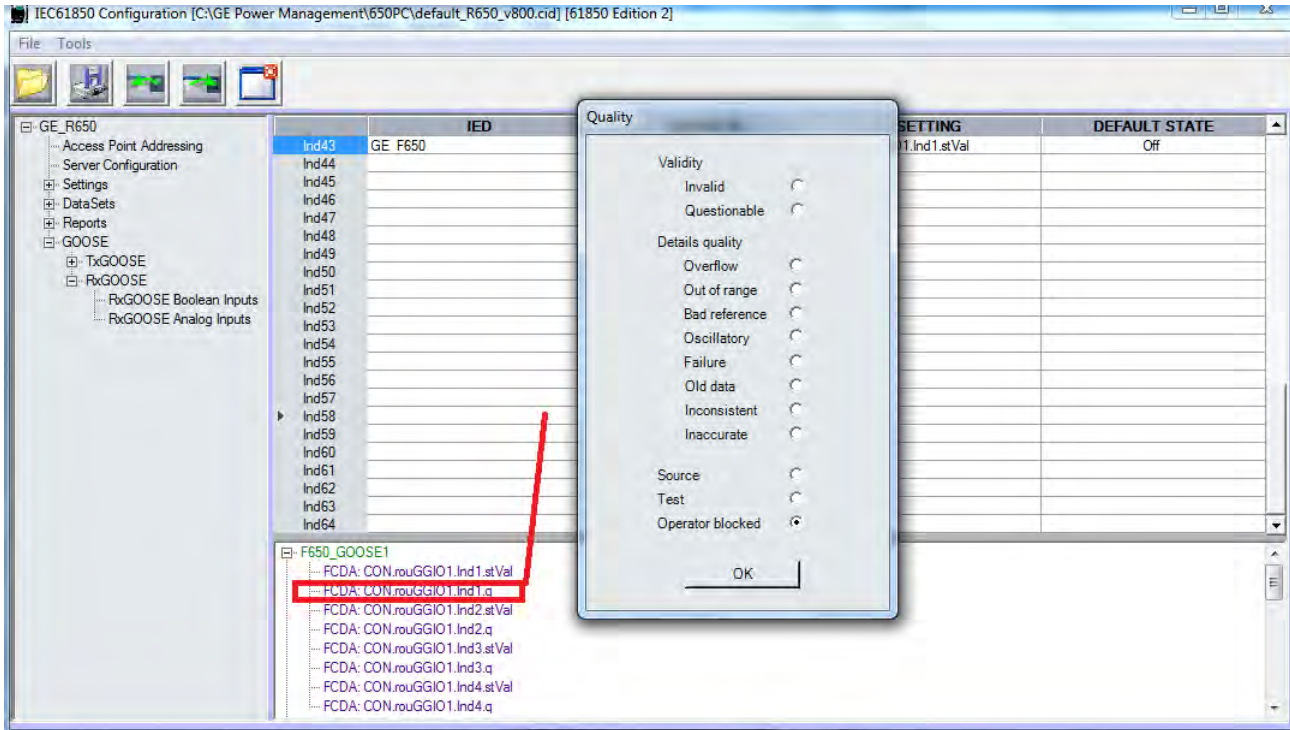 IEC61850 Configuration [C:\GE Power Management\650PC\default_R650_v800.cid] [61850 Edition 2]
File Tools
GE_R650
Access Point Addressing
Server Configuration
Settings
DataSets
Reports
GOOSE
TxGOOSE
RxGOOSE
RxGOOSE Boolean Inputs
RxGOOSE Analog Inputs
IED SETTING DEFAULT STATE
Ind43 GE F650 1.Ind1.stVal Off
Ind44
Ind45
Ind46
Ind47
Ind48
Ind49
Ind50
Ind51
Ind52
Ind53
Ind54
Ind55
Ind56
Ind57
Ind58
Ind59
Ind60
Ind61
Ind62
Ind63
Ind64
Quality
Validity
Invalid
Questionable
Details quality
Overflow
Out of range
Bad reference
Oscillatory
Failure
Old data
Inconsistent
Inaccurate
Source
Test
Operator blocked
OK
F650_GOOSE1
FCDA: CON.rouGGIO1.Ind1.stVal
FCDA: CON.rouGGIO1.Ind1.q
FCDA: CON.rouGGIO1.Ind2.stVal
FCDA: CON.rouGGIO1.Ind2.q
FCDA: CON.rouGGIO1.Ind3.stVal
FCDA: CON.rouGGIO1.Ind3.q
FCDA: CON.rouGGIO1.Ind4.stVal
FCDA: CON.rouGGIO1.Ind4.q